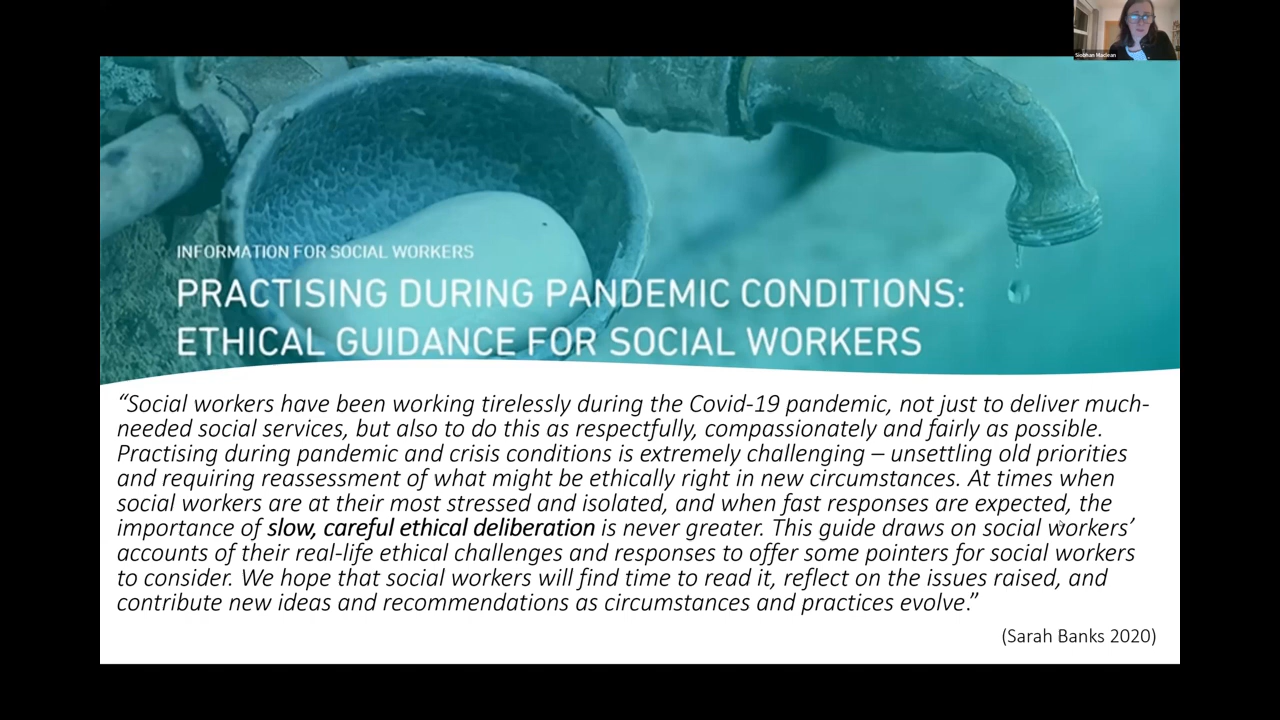 Siobhan Maclean
INFORMATION FOR SOCIAL WORKERS
PRACTISING DURING PANDEMIC CONDITIONS:
ETHICAL GUIDANCE FOR SOCIAL WORKERS
“Social workers have been working tirelessly during the Covid-19 pandemic, not just to deliver much-
needed social services, but also to do this as respectfully, compassionately and fairly as possible.
Practising during pandemic and crisis conditions is extremely challenging – unsettling old priorities
and requiring reassessment of what might be ethically right in new circumstances. At times when
social workers are at their most stressed and isolated, and when fast responses are expected, the
importance of slow, careful ethical deliberation is never greater. This guide draws on social workers’
accounts of their real-life ethical challenges and responses to offer some pointers for social workers
to consider. We hope that social workers will find time to read it, reflect on the issues raised, and
contribute new ideas and recommendations as circumstances and practices evolve.”
(Sarah Banks 2020)